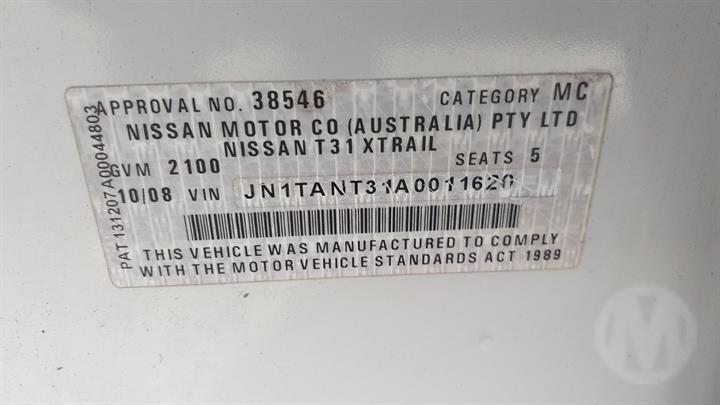 APPROVAL NO. 38546 CATEGORY MC
NISSAN MOTOR CO (AUSTRALIA) PTY LTD
NISSAN T31 XTRAIL
GVM 2100 SEATS 5
10/08 VIN JN1TANT31A0011620
THIS VEHICLE WAS MANUFACTURED TO COMPLY
WITH THE MOTOR VEHICLE STANDARDS ACT 1989
PAT 131207A00044803
M